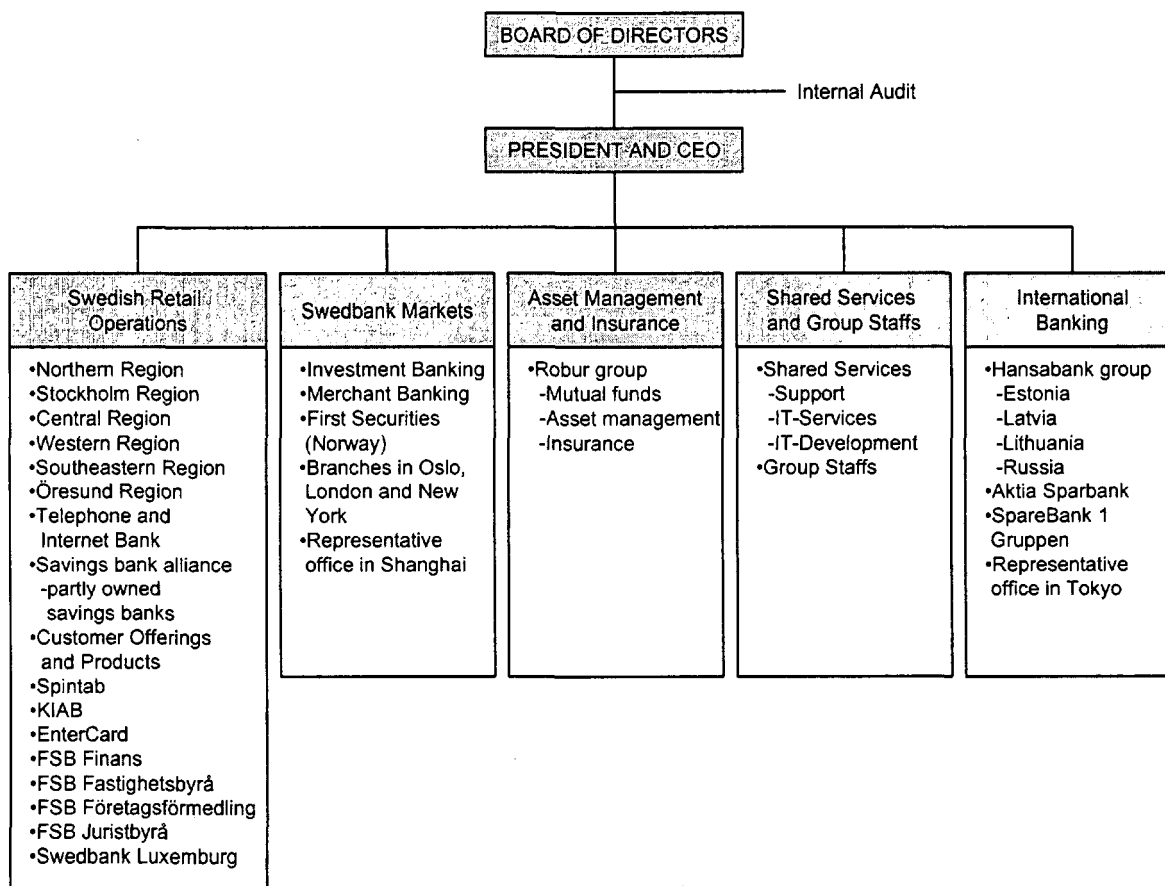 BOARD OF DIRECTORS
Internal Audit
PRESIDENT AND CEO
Swedish Retail
Operations
•Northern Region
•Stockholm Region
•Central Region
•Western Region
•Southeastern Region
•Öresund Region
•Telephone and
Internet Bank
•Savings bank alliance
-partly owned
savings banks
•Customer Offerings
and Products
•Spintab
•KIAB
•EnterCard
•FSB Finans
•FSB Fastighetsbyrå
•FSB Företagsförmedling
•FSB Juristbyrå
•Swedbank Luxemburg
Swedbank Markets
•Investment Banking
•Merchant Banking
•First Securities
(Norway)
•Branches in Oslo,
London and New
York
•Representative
office in Shanghai
Asset Management
and Insurance
•Robur group
-Mutual funds
-Asset management
-Insurance
Shared Services
and Group Staffs
•Shared Services
-Support
-IT-Services
-IT-Development
•Group Staffs
International
Banking
•Hansabank group
-Estonia
-Latvia
-Lithuania
-Russia
•Aktia Sparbank
•SpareBank 1
Gruppen
•Representative
office in Tokyo